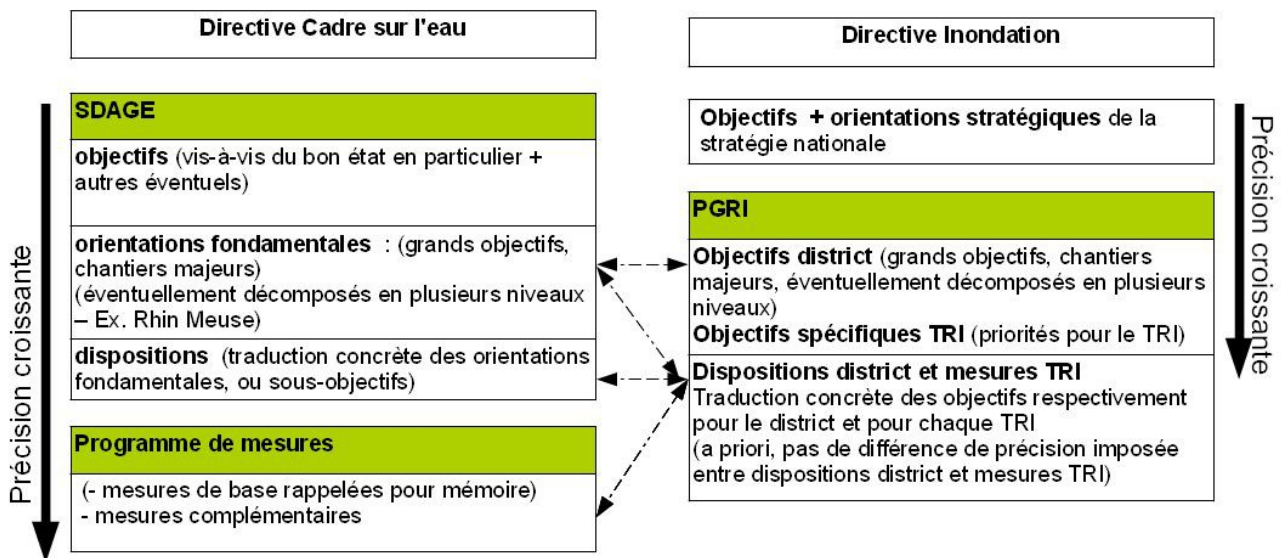 Directive Cadre sur l'eau
Précision croissante
SDAGE
objectifs (vis-à-vis du bon état en particulier +
autres éventuels)
orientations fondamentales : (grands objectifs,
chantiers majeurs)
(éventuellement décomposés en plusieurs niveaux
– Ex. Rhin Meuse)
dispositions (traduction concrète des orientations
fondamentales, ou sous-objectifs)
Programme de mesures
(- mesures de base rappelées pour mémoire)
- mesures complémentaires
Directive Inondation
Objectifs + orientations stratégiques de la
stratégie nationale
PGRI
Objectifs district (grands objectifs, chantiers
majeurs, éventuellement décomposés en plusieurs
niveaux)
Objectifs spécifiques TRI (priorités pour le TRI)
Dispositions district et mesures TRI
Traduction concrète des objectifs respectivement
pour le district et pour chaque TRI
(a priori, pas de différence de précision imposée
entre dispositions district et mesures TRI)
Précision croissante